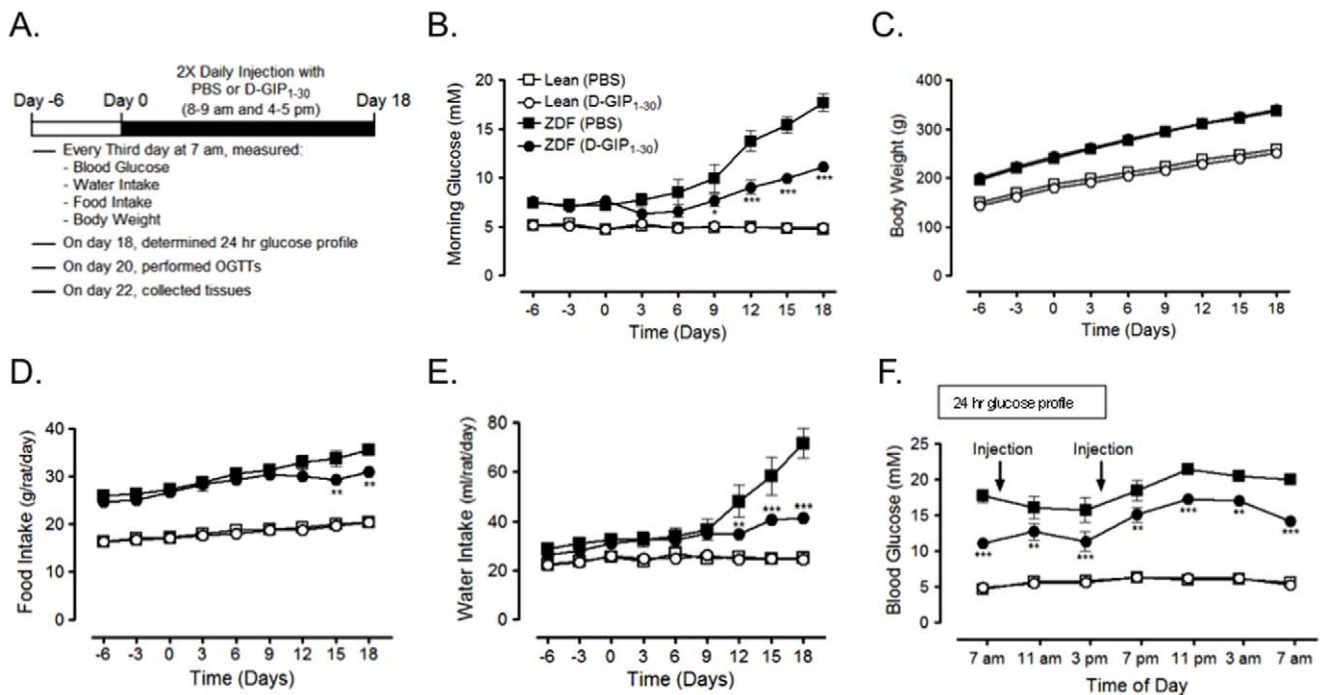 A.
2X Daily Injection with
PBS or D-GIP1-30
(8-9 am and 4-5 pm)
Day -6 Day 0 Day 18
Every Third day at 7 am, measured:
- Blood Glucose
- Water Intake
- Food Intake
- Body Weight
On day 18, determined 24 hr glucose profile
On day 20, performed OGTTs
On day 22, collected tissues
B.
Morning Glucose (mM)
20
15
10
5
0
Lean (PBS)
Lean (D-GIP1-30)
ZDF (PBS)
ZDF (D-GIP1-30)
* *** *** ***
-6 -3 0 3 6 9 12 15 18
Time (Days)
C.
Body Weight (g)
400
300
200
100
0
-6 -3 0 3 6 9 12 15 18
Time (Days)
D.
Food Intake (g/rat/day)
40
30
20
10
0
** **
-6 -3 0 3 6 9 12 15 18
Time (Days)
E.
Water Intake (ml/rat/day)
80
60
40
20
0
** *** ***
-6 -3 0 3 6 9 12 15 18
Time (Days)
F.
24 hr glucose profile
Blood Glucose (mM)
25
20
15
10
5
0
Injection Injection
*** ** *** ** *** ** ***
7 am 11 am 3 pm 7 pm 11 pm 3 am 7 am
Time of Day